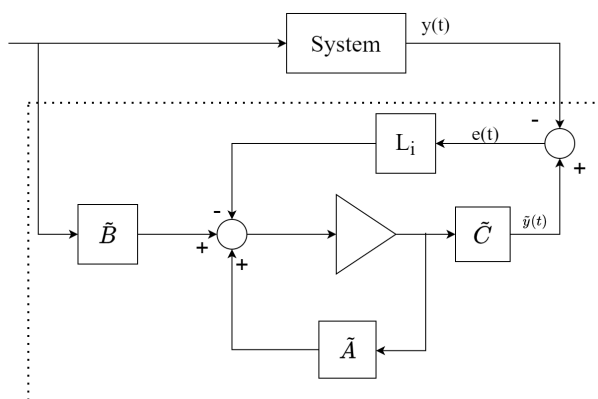 y(t)
System
-
L_i
e(t)
+
-
B̃
+
+
C̃
ỹ(t)
Ã